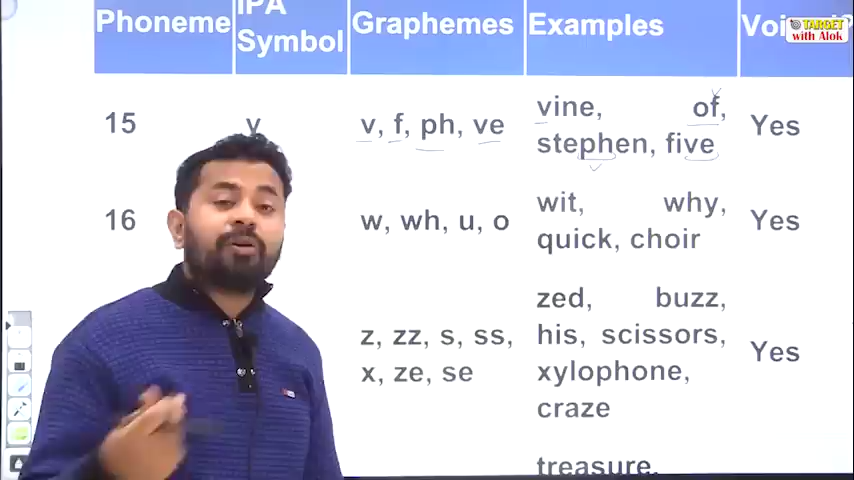 Phoneme IPA Symbol Graphemes Examples
TARGET
with Alok
15 v v, f, ph, ve vine, of, Yes
stephen, five
16 w, wh, u, o wit, why, Yes
quick, choir
zed, buzz,
z, zz, s, ss, his, scissors, Yes
x, ze, se xylophone,
craze
treasure,